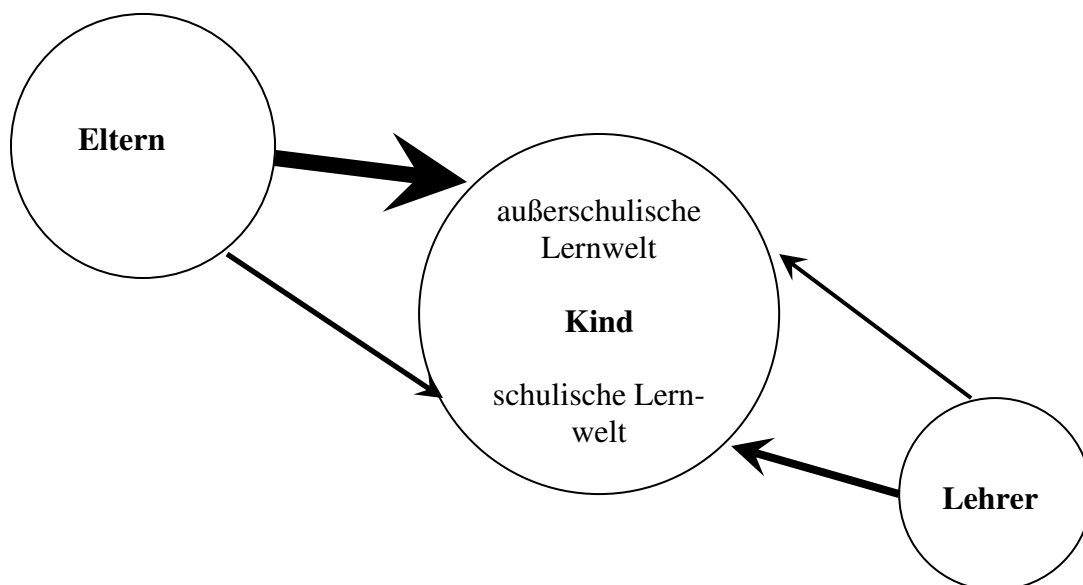 Eltern
außerschulische
Lernwelt
Kind
schulische Lern-
welt
Lehrer